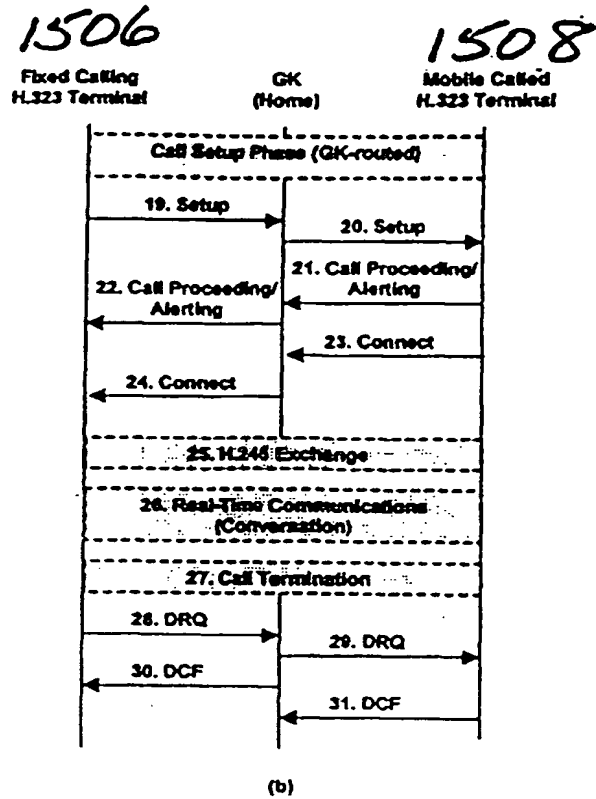 1506
1508
Fixed Calling
H.323 Terminal
GK
(Home)
Mobile Called
H.323 Terminal
Call Setup Phase (GK-routed)
19. Setup
20. Setup
21. Call Proceeding/
Alerting
22. Call Proceeding/
Alerting
23. Connect
24. Connect
25. H.245 Exchange
26. Real-Time Communications
(Conversation)
27. Call Termination
28. DRQ
29. DRQ
30. DCF
31. DCF
(b)